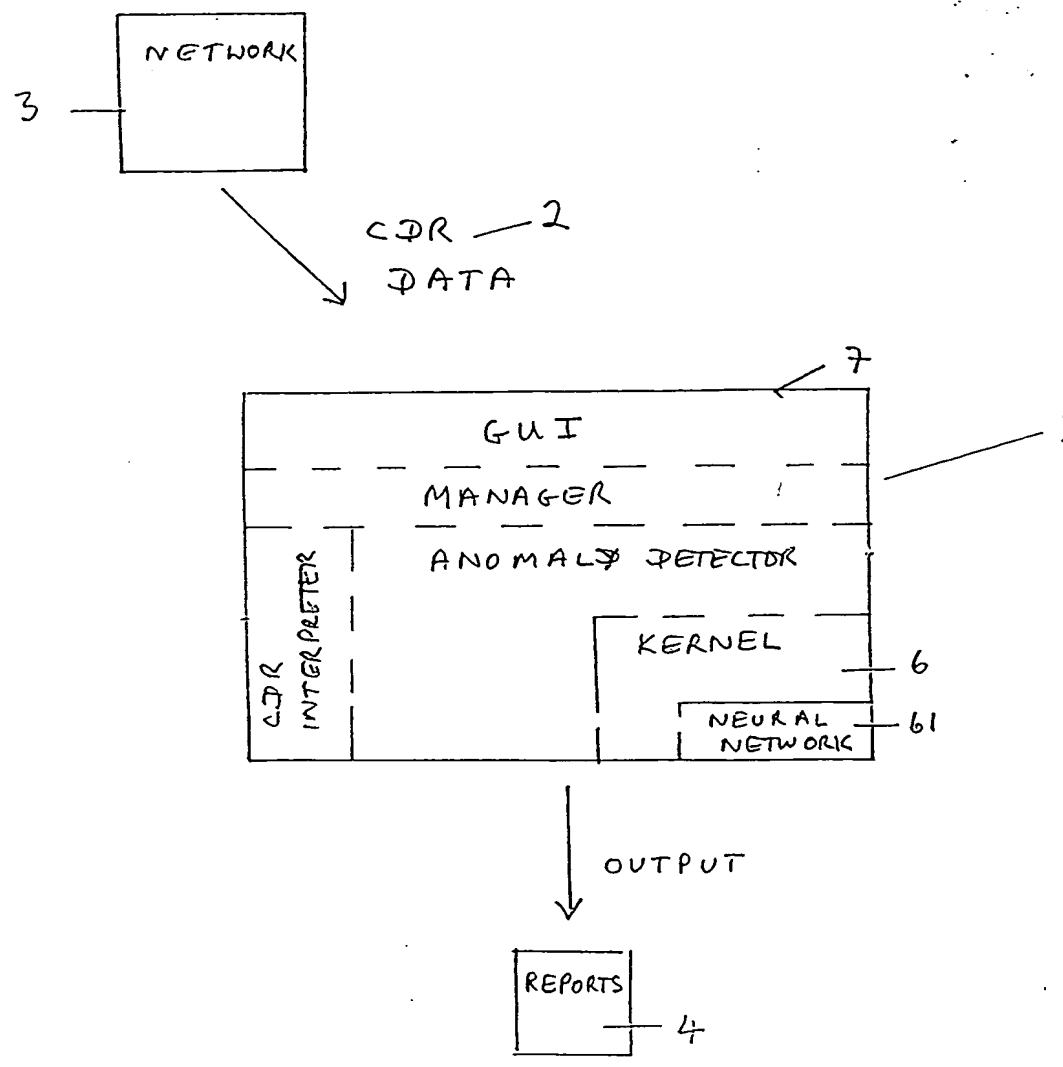 NETWORK
3
CDR 2
DATA
7
GUI
MANAGER
ANOMALY DETECTOR
CDR
INTERPRETER
KERNEL
6
NEURAL
NETWORK
61
OUTPUT
REPORTS
4